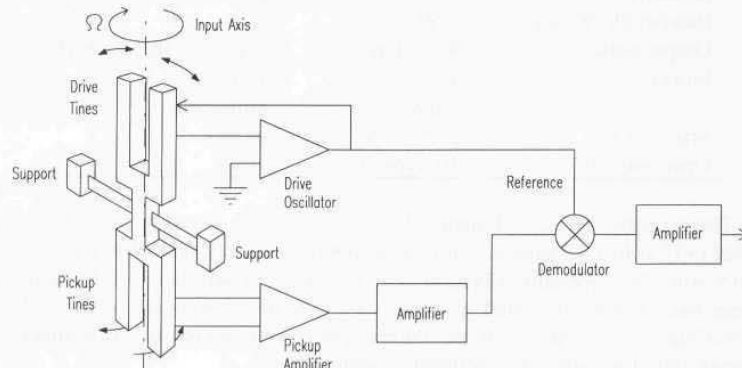 Ω
Input Axis
Drive
Tines
Support
Drive
Oscillator
Reference
Amplifier
Support
Demodulator
Pickup
Tines
Amplifier
Pickup
Amplifier